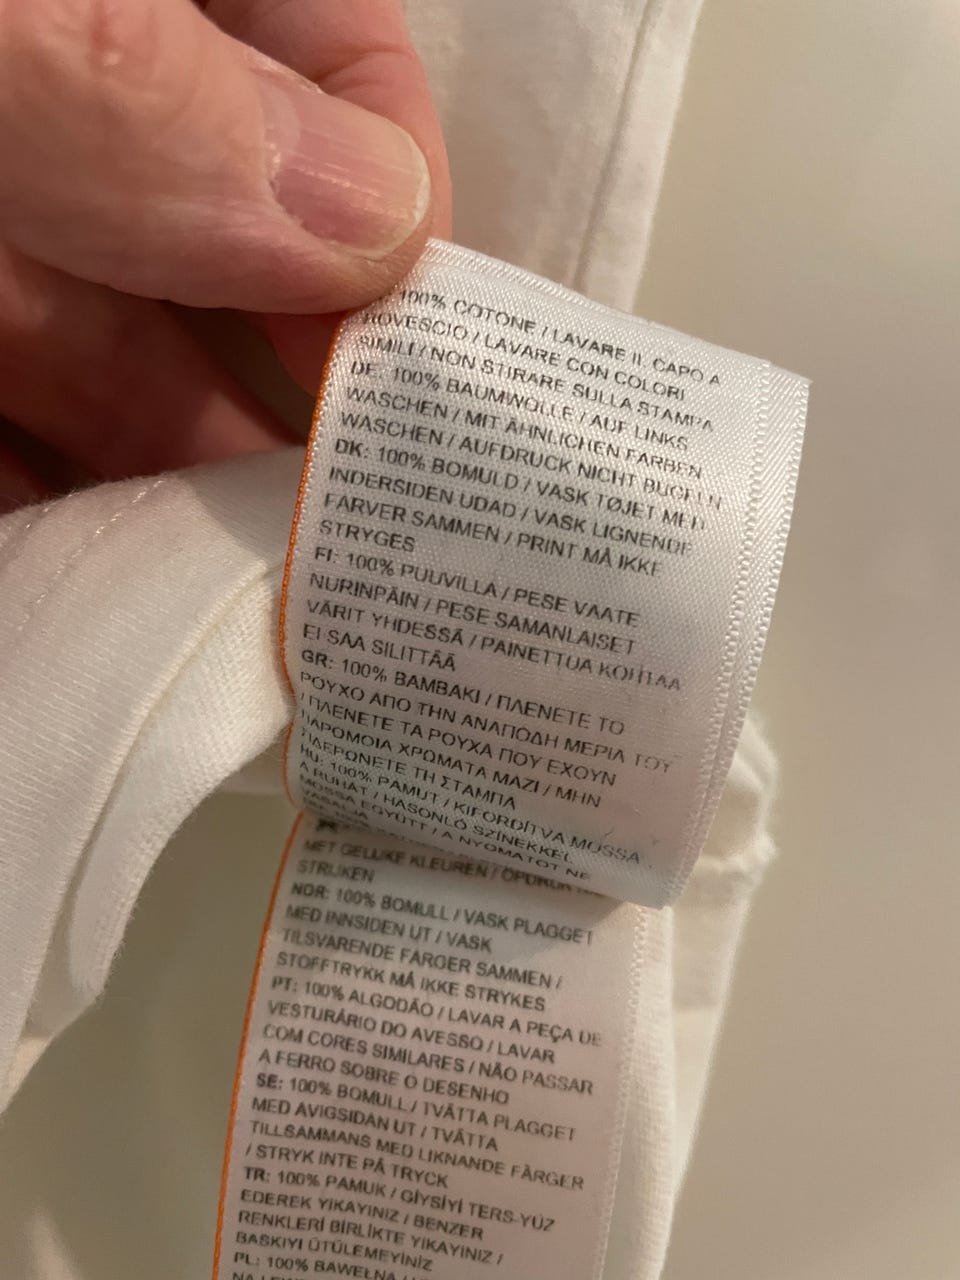 100% COTONE / LAVARE IL CAPO A
ROVESCIO / LAVARE CON COLORI
SIMILI / NON STIRARE SULLA STAMPA
DE: 100% BAUMWOLLE / AUF LINKS
WASCHEN / MIT ÄHNLICHEN FARBEN
WASCHEN / AUFDRUCK NICHT BÜGELN
DK: 100% BOMULD / VASK TØJET MED
INDERSIDEN UDAD / VASK LIGNENDE
FARVER SAMMEN / PRINT MÅ IKKE
STRYGES
FI: 100% PUUVILLA / PESE VAATE
NURINPÄIN / PESE SAMANLAISET
VÄRIT YHDESSÄ / PAINETTUA KOHTAA
EI SAA SILITTÄÄ
GR: 100% ΒΑΜΒΑΚΙ / ΠΛΕΝΕΤΕ ΤΟ
ΡΟΥΧΟ ΑΠΟ ΤΗΝ ΑΝΑΠΟΔΗ ΜΕΡΙΑ ΤΟΥ
/ ΠΛΕΝΕΤΕ ΤΑ ΡΟΥΧΑ ΠΟΥ ΕΧΟΥΝ
ΠΑΡΟΜΟΙΑ ΧΡΩΜΑΤΑ ΜΑΖΙ / ΜΗΝ
ΣΙΔΕΡΩΝΕΤΕ ΤΗ ΣΤΑΜΠΑ
HU: 100% PAMUT / KIFORDÍTVA MOSSA
A RUHÁT / HASONLÓ SZÍNEKKEL
MOSSA EGYÜTT / A NYOMATOT NE
VASALJA
MET GELIJKE KLEUREN / OPDRUK
STRIJKEN
NOR: 100% BOMULL / VASK PLAGGET
MED INNSIDEN UT / VASK
TILSVARENDE FARGER SAMMEN /
STOFFTRYKK MÅ IKKE STRYKES
PT: 100% ALGODÃO / LAVAR A PEÇA DE
VESTURÁRIO DO AVESSO / LAVAR
COM CORES SIMILARES / NÃO PASSAR
A FERRO SOBRE O DESENHO
SE: 100% BOMULL / TVÄTTA PLAGGET
MED AVIGSIDAN UT / TVÄTTA
TILLSAMMANS MED LIKNANDE FÄRGER
/ STRYK INTE PÅ TRYCK
TR: 100% PAMUK / GİYSİYİ TERS-YÜZ
EDEREK YIKAYINIZ / BENZER
RENKLERİ BİRLİKTE YIKAYINIZ /
BASKIYI ÜTÜLEMEYİNİZ
PL: 100% BAWEŁNA /
NA